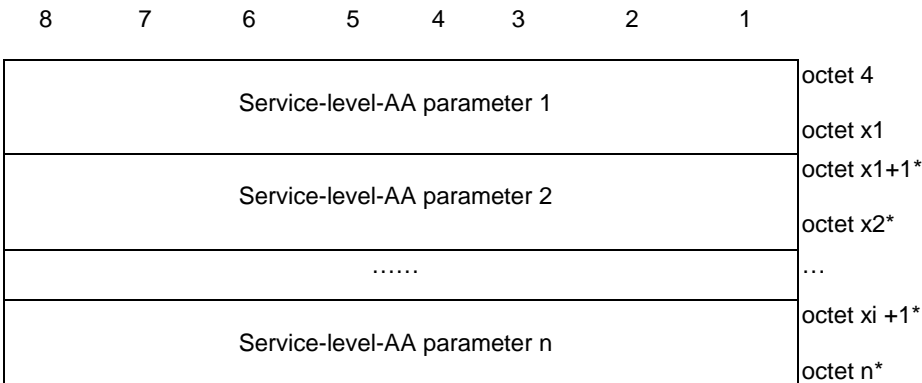 8 7 6 5 4 3 2 1
octet 4
Service-level-AA parameter 1
octet x1
octet x1+1*
Service-level-AA parameter 2
octet x2*
…… …
octet xi +1*
Service-level-AA parameter n
octet n*